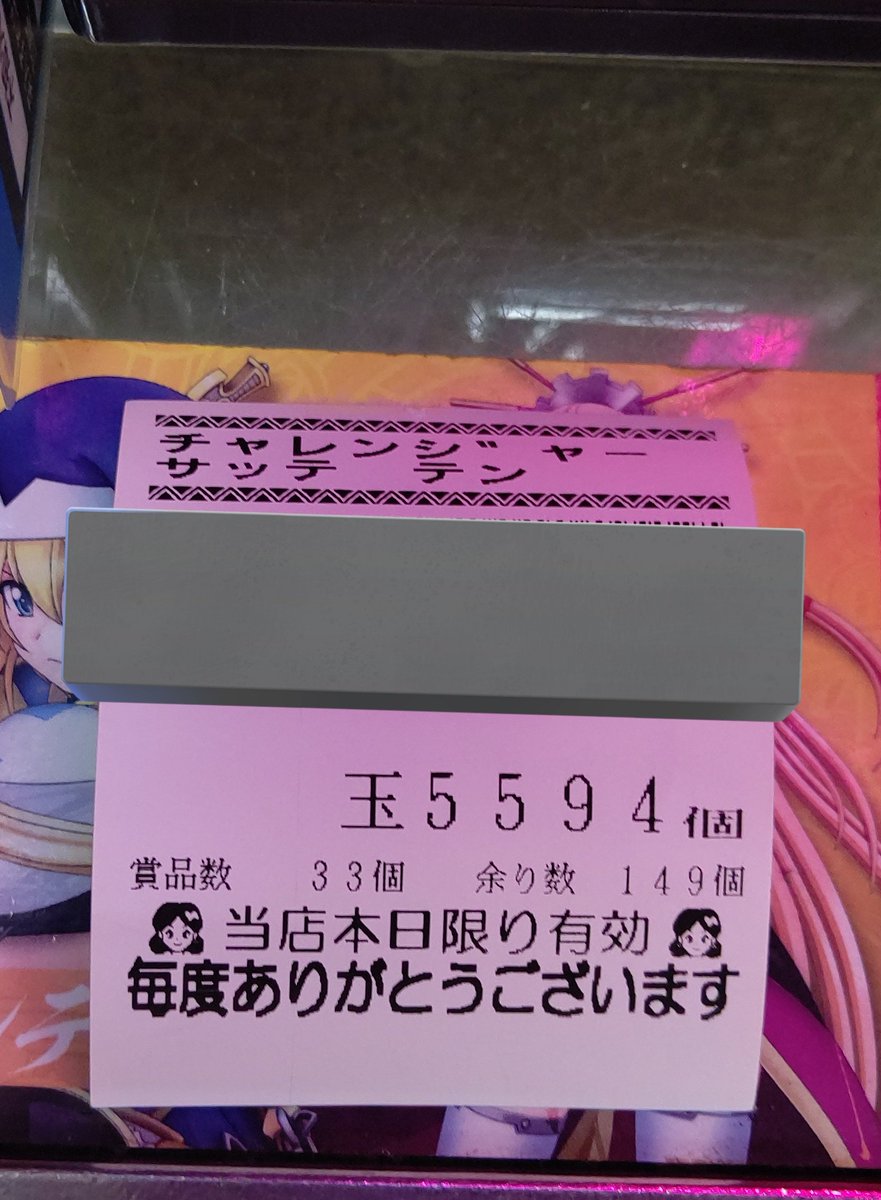 チャレンジャー
サッテ　テン
玉5594個
賞品数　33個　余り数　149個
当店本日限り有効
毎度ありがとうございます
テ